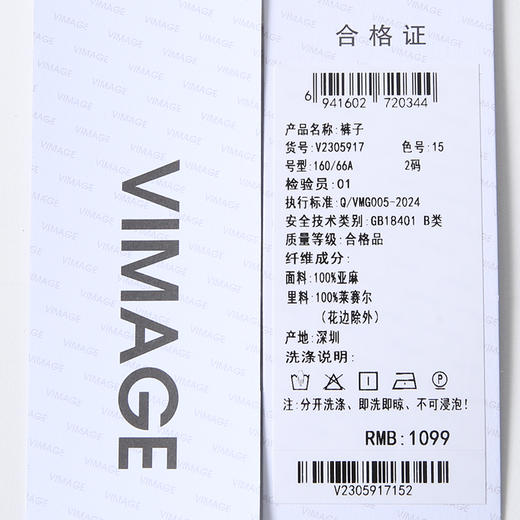 VIMAGE
合格证
6 941602 720344
产品名称: 裤子
货号: V2305917 色号: 15
号型: 160/66A 2码
检验员: 01
执行标准: Q/VMG005-2024
安全技术类别: GB18401 B类
质量等级: 合格品
纤维成分:
面料: 100%亚麻
里料: 100%莱赛尔
(花边除外)
产地: 深圳
洗涤说明:
注: 分开洗涤、即洗即晾、不可浸泡!
RMB: 1099
V2305917152